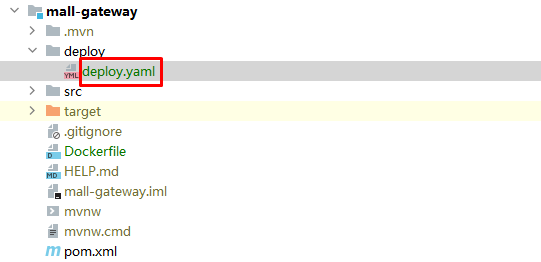 mall-gateway
.mvn
deploy
YML deploy.yaml
src
target
.gitignore
D Dockerfile
MD HELP.md
mall-gateway.iml
mvnw
mvnw.cmd
m pom.xml